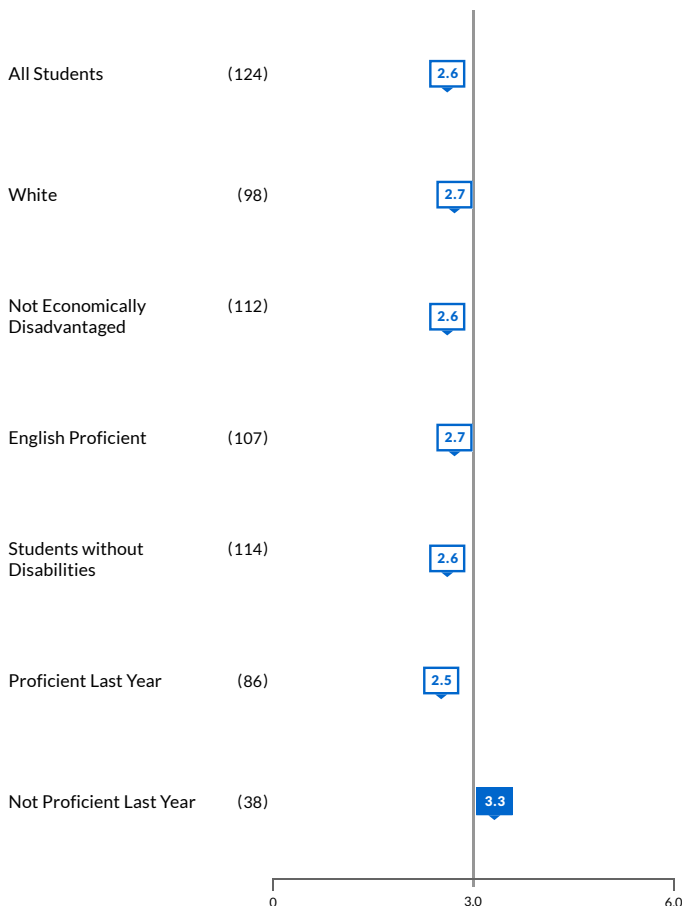 All Students (124) 2.6
White (98) 2.7
Not Economically (112)
Disadvantaged 2.6
English Proficient (107) 2.7
Students without (114)
Disabilities 2.6
Proficient Last Year (86) 2.5
Not Proficient Last Year (38) 3.3
0 3.0 6.0